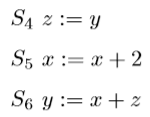 S₄ z := y
S₅ x := x + 2
S₆ y := x + z